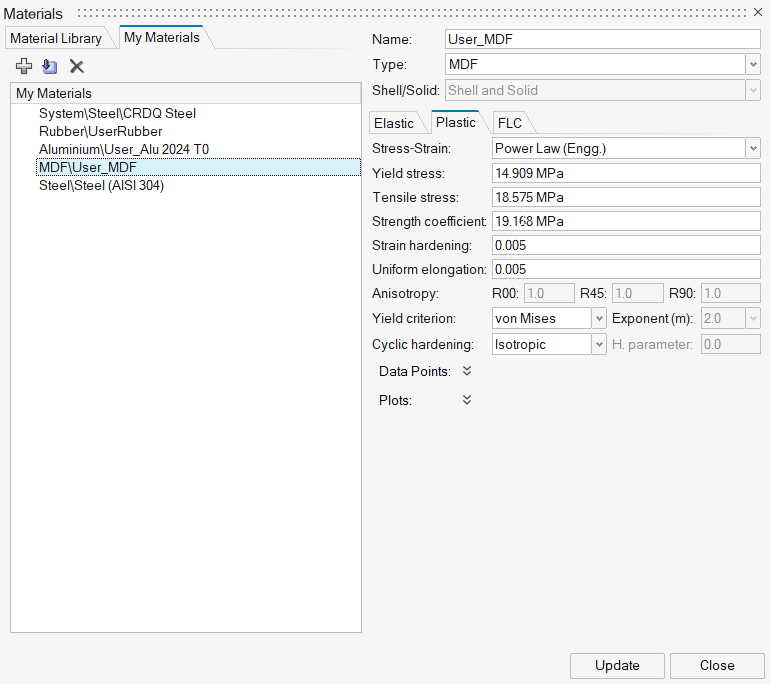 Materials
Material Library
My Materials
My Materials
System\Steel\CRDQ Steel
Rubber\UserRubber
Aluminium\User_Alu 2024 T0
MDF\User_MDF
Steel\Steel (AISI 304)
Name: User_MDF
Type: MDF
Shell/Solid: Shell and Solid
Elastic Plastic FLC
Stress-Strain: Power Law (Engg.)
Yield stress: 14.909 MPa
Tensile stress: 18.575 MPa
Strength coefficient: 19.168 MPa
Strain hardening: 0.005
Uniform elongation: 0.005
Anisotropy: R00: 1.0 R45: 1.0 R90: 1.0
Yield criterion: von Mises Exponent (m): 2.0
Cyclic hardening: Isotropic H. parameter: 0.0
Data Points:
Plots:
Update Close